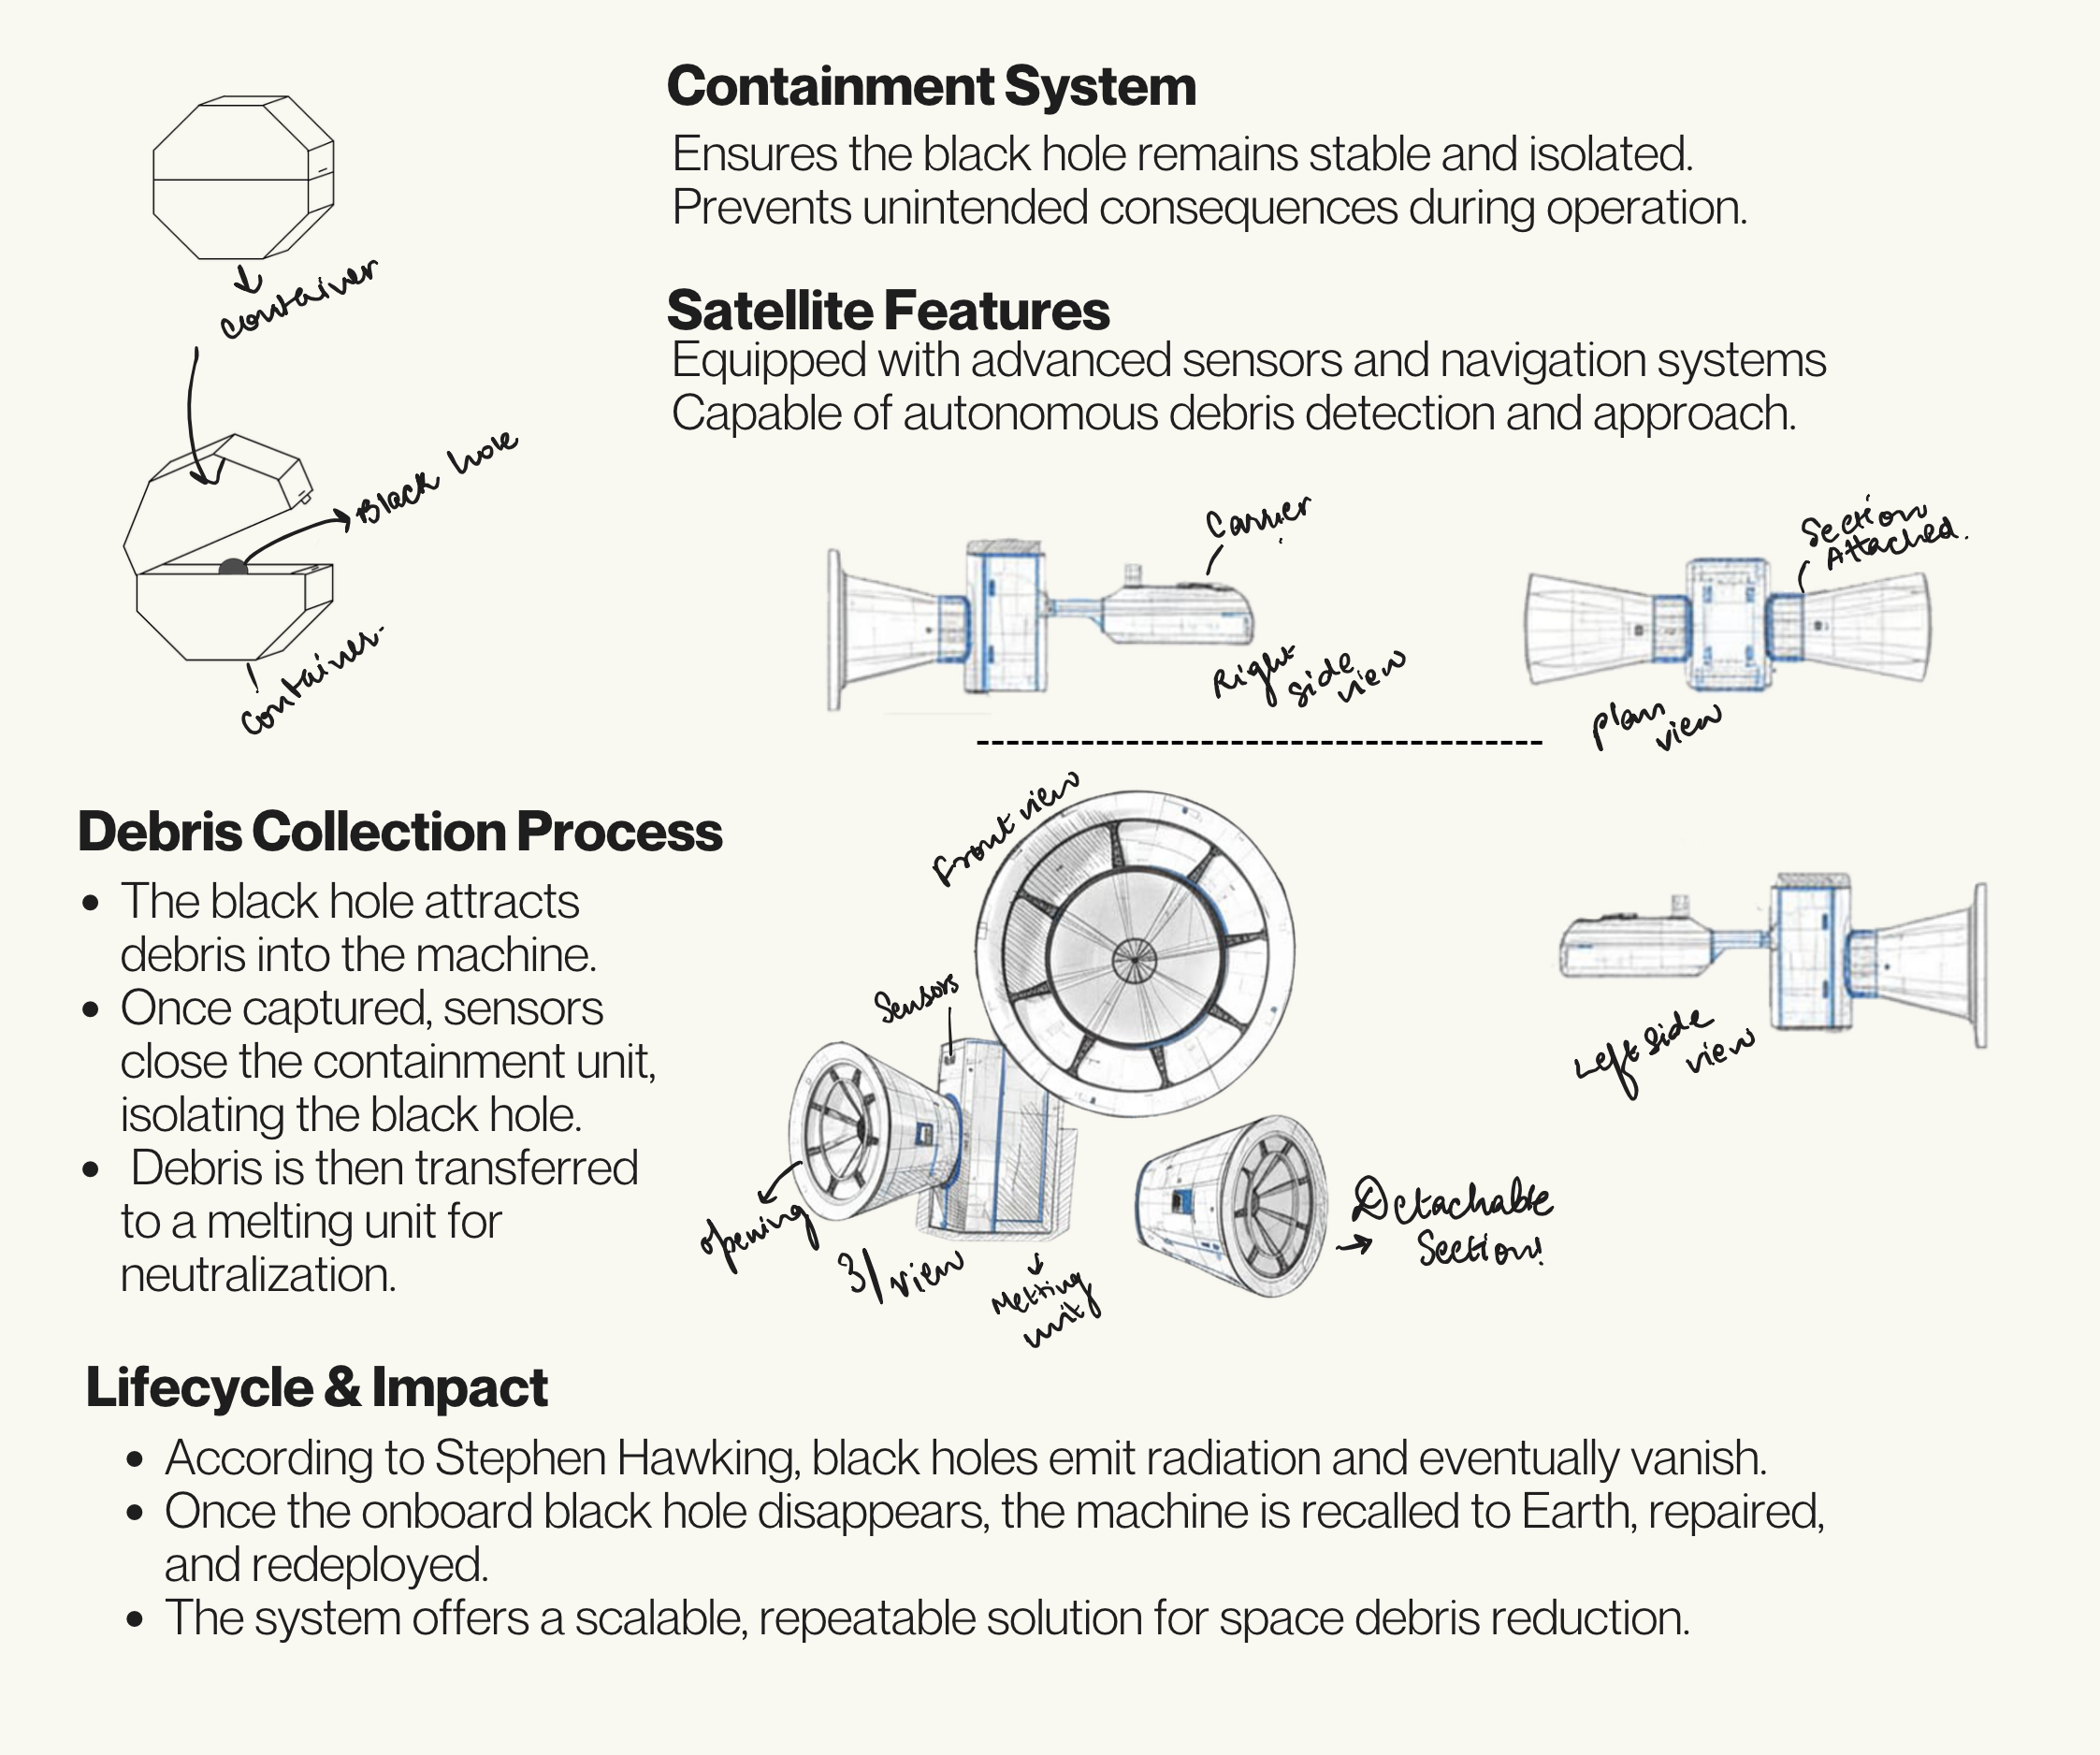 container
Black hole
Container.
Containment System
Ensures the black hole remains stable and isolated.
Prevents unintended consequences during operation.
Satellite Features
Equipped with advanced sensors and navigation systems
Capable of autonomous debris detection and approach.
Carrier
Right
side
view
Section
Attached.
plan
view
Debris Collection Process
• The black hole attracts
debris into the machine.
• Once captured, sensors
close the containment unit,
isolating the black hole.
• Debris is then transferred
to a melting unit for
neutralization.
Front view
Sensors
opening
3/view
Melting
unit
Detachable
Section!
Left side
view
Lifecycle & Impact
• According to Stephen Hawking, black holes emit radiation and eventually vanish.
• Once the onboard black hole disappears, the machine is recalled to Earth, repaired,
and redeployed.
• The system offers a scalable, repeatable solution for space debris reduction.